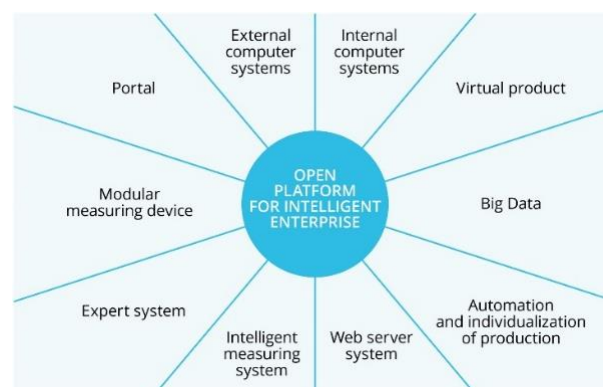 External
computer
systems
Internal
computer
systems
Portal
Virtual product
OPEN
PLATFORM
FOR INTELLIGENT
ENTERPRISE
Modular
measuring device
Big Data
Expert system
Automation
and individualization
of production
Intelligent
measuring
system
Web server
system